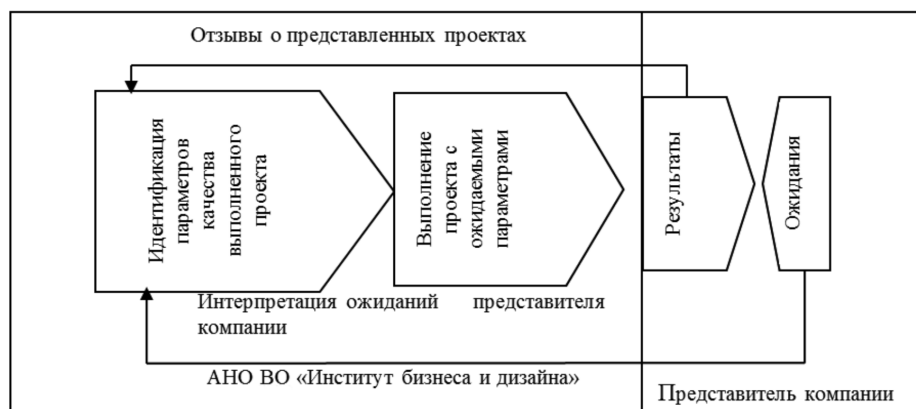 Отзывы о представленных проектах
Идентификация
параметров
качества
выполненного
проекта
Выполнение
проекта с
ожидаемыми
параметрами
Результаты
Ожидания
Интерпретация ожиданий представителя
компании
АНО ВО «Институт бизнеса и дизайна»
Представитель компании